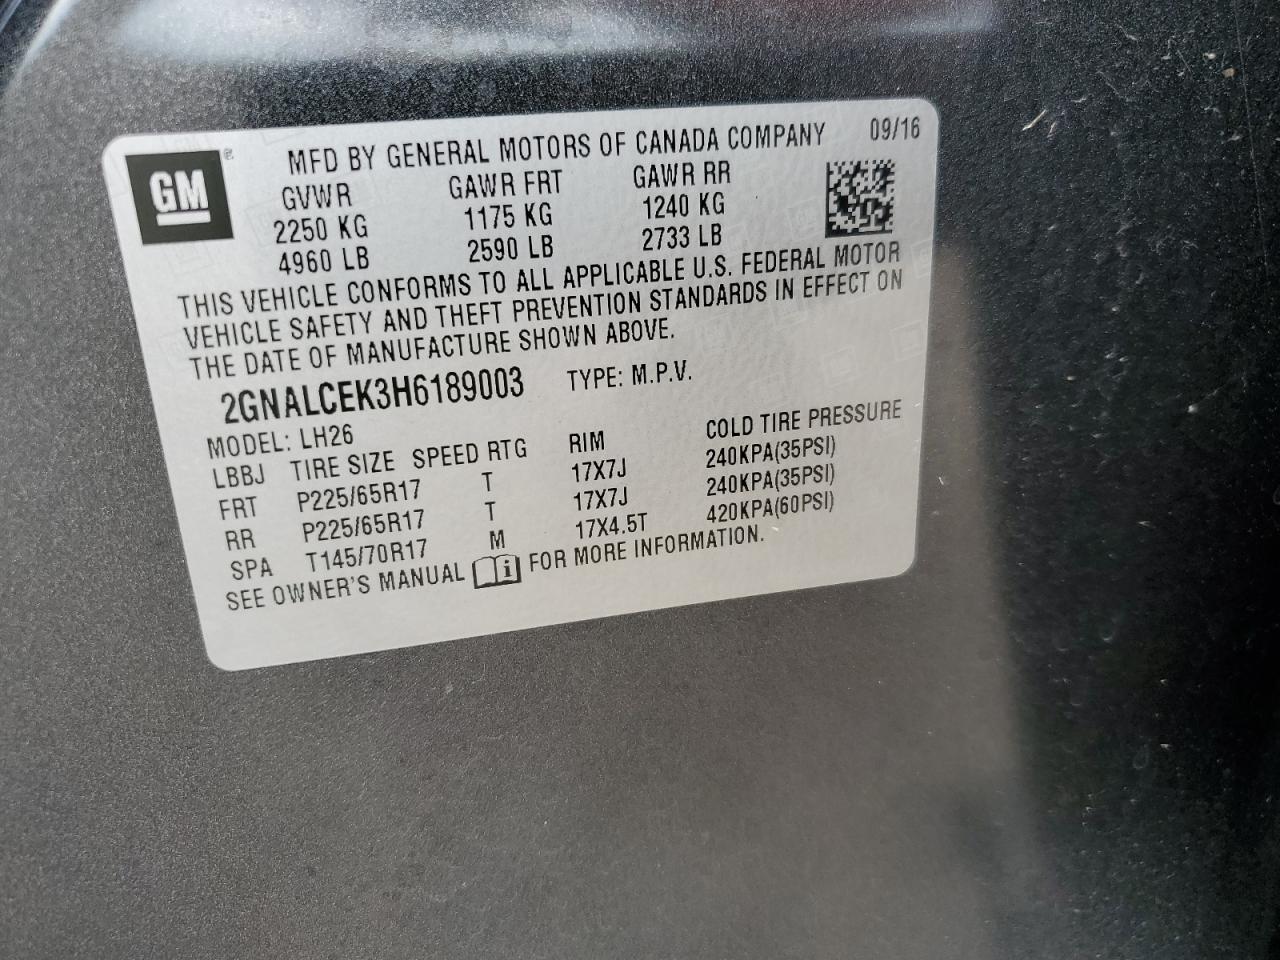 GM
®
MFD BY GENERAL MOTORS OF CANADA COMPANY 09/16
GVWR GAWR FRT GAWR RR
2250 KG 1175 KG 1240 KG
4960 LB 2590 LB 2733 LB
THIS VEHICLE CONFORMS TO ALL APPLICABLE U.S. FEDERAL MOTOR
VEHICLE SAFETY AND THEFT PREVENTION STANDARDS IN EFFECT ON
THE DATE OF MANUFACTURE SHOWN ABOVE.
2GNALCEK3H6189003 TYPE: M.P.V.
MODEL: LH26
LBBJ TIRE SIZE SPEED RTG RIM COLD TIRE PRESSURE
FRT P225/65R17 T 17X7J 240KPA(35PSI)
RR P225/65R17 T 17X7J 240KPA(35PSI)
SPA T145/70R17 M 17X4.5T 420KPA(60PSI)
SEE OWNER'S MANUAL i FOR MORE INFORMATION.